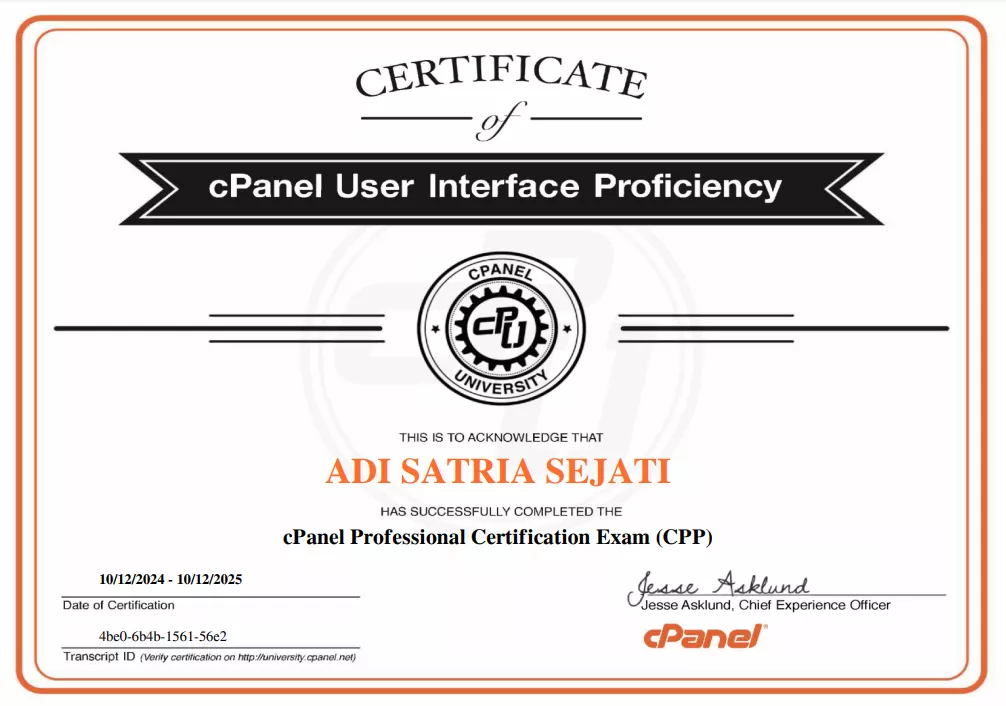 CERTIFICATE
of
cPanel User Interface Proficiency
CPANEL
CPU
UNIVERSITY
THIS IS TO ACKNOWLEDGE THAT
ADI SATRIA SEJATI
HAS SUCCESSFULLY COMPLETED THE
cPanel Professional Certification Exam (CPP)
10/12/2024 - 10/12/2025
Date of Certification
Jesse Asklund
Jesse Asklund, Chief Experience Officer
4be0-6b4b-1561-56e2
Transcript ID (Verify certification on http://university.cpanel.net)
cPanel®